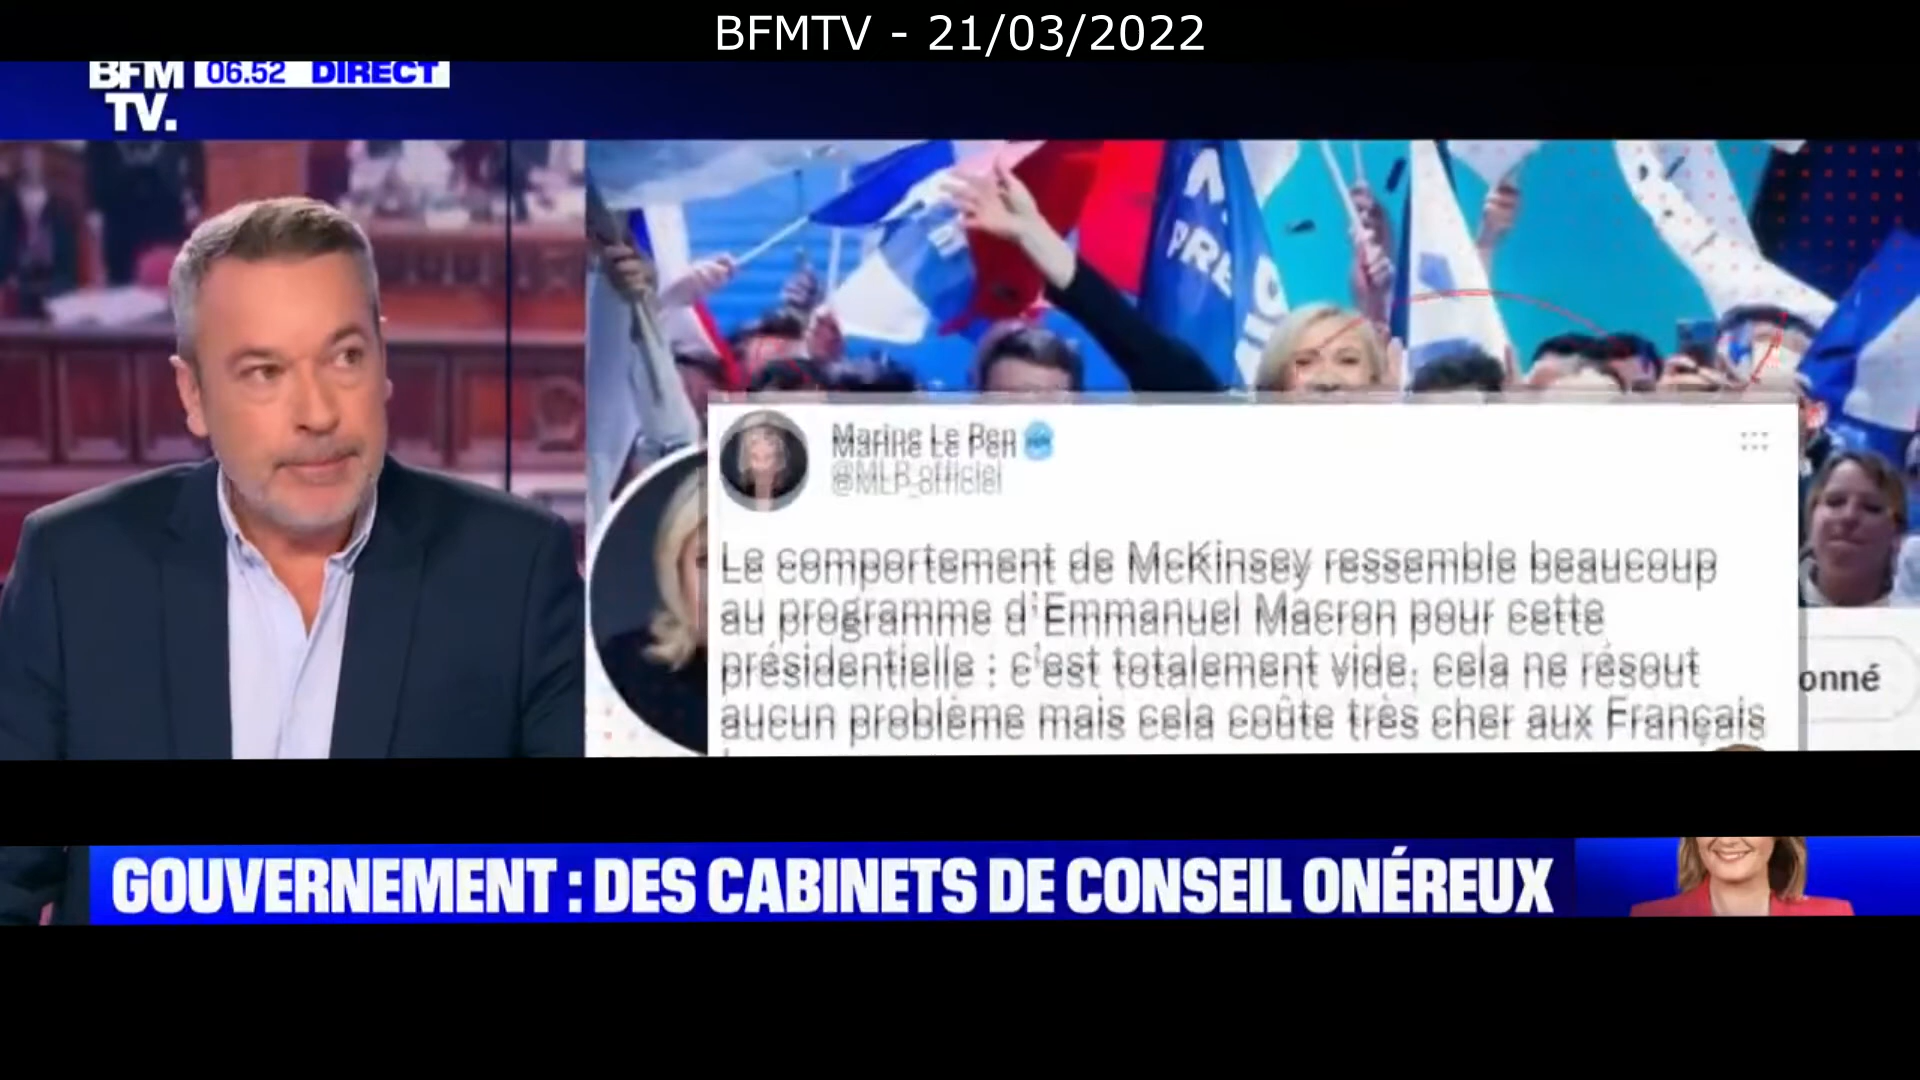 BFMTV - 21/03/2022
BFM
TV.
06.52 DIRECT
Marine Le Pen
@MLP_officiel
Le comportement de McKinsey ressemble beaucoup
au programme d'Emmanuel Macron pour cette
présidentielle : c'est totalement vide, cela ne résout
aucun problème mais cela coûte très cher aux Français
onné
GOUVERNEMENT : DES CABINETS DE CONSEIL ONÉREUX